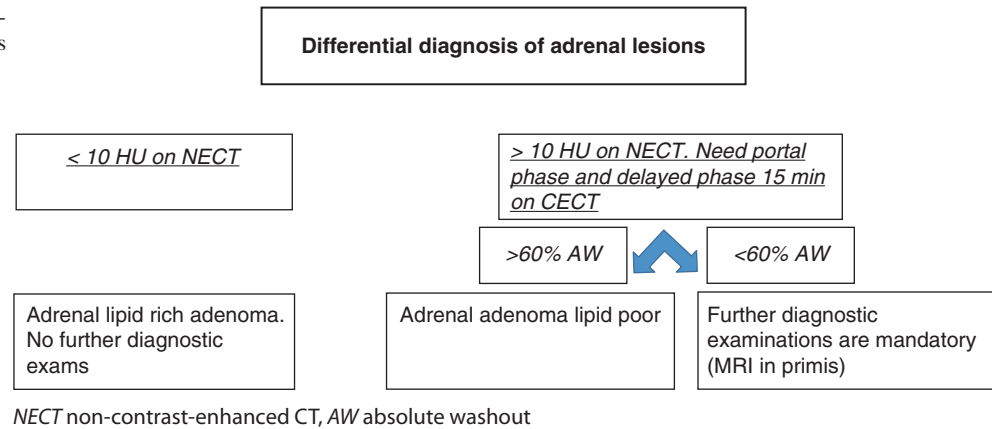 s
Differential diagnosis of adrenal lesions
< 10 HU on NECT
> 10 HU on NECT. Need portal
phase and delayed phase 15 min
on CECT
>60% AW
<60% AW
Adrenal lipid rich adenoma.
No further diagnostic
exams
Adrenal adenoma lipid poor
Further diagnostic
examinations are mandatory
(MRI in primis)
NECT non-contrast-enhanced CT, AW absolute washout